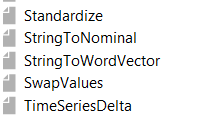 Standardize
StringToNominal
StringToWordVector
SwapValues
TimeSeriesDelta